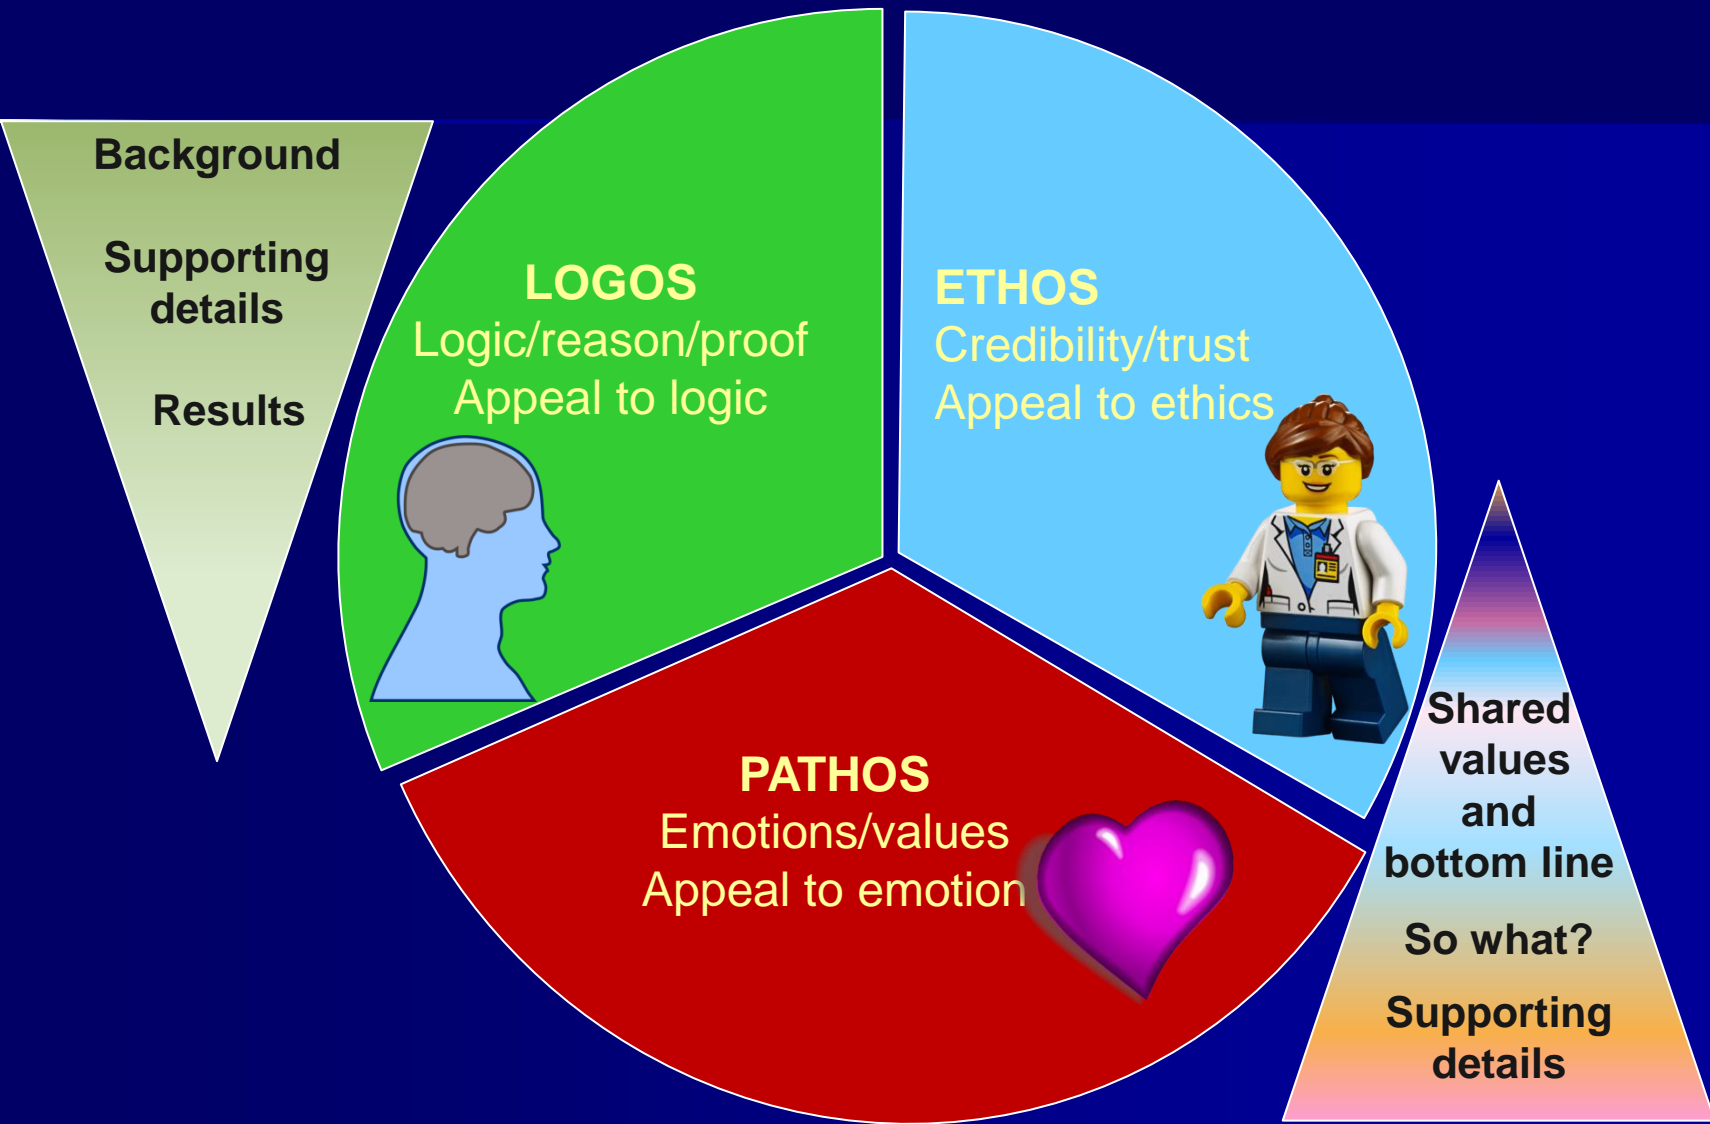 Background
Supporting
details
Results
LOGOS
Logic/reason/proof
Appeal to logic
ETHOS
Credibility/trust
Appeal to ethics
PATHOS
Emotions/values
Appeal to emotion
Shared
values
and
bottom line
So what?
Supporting
details